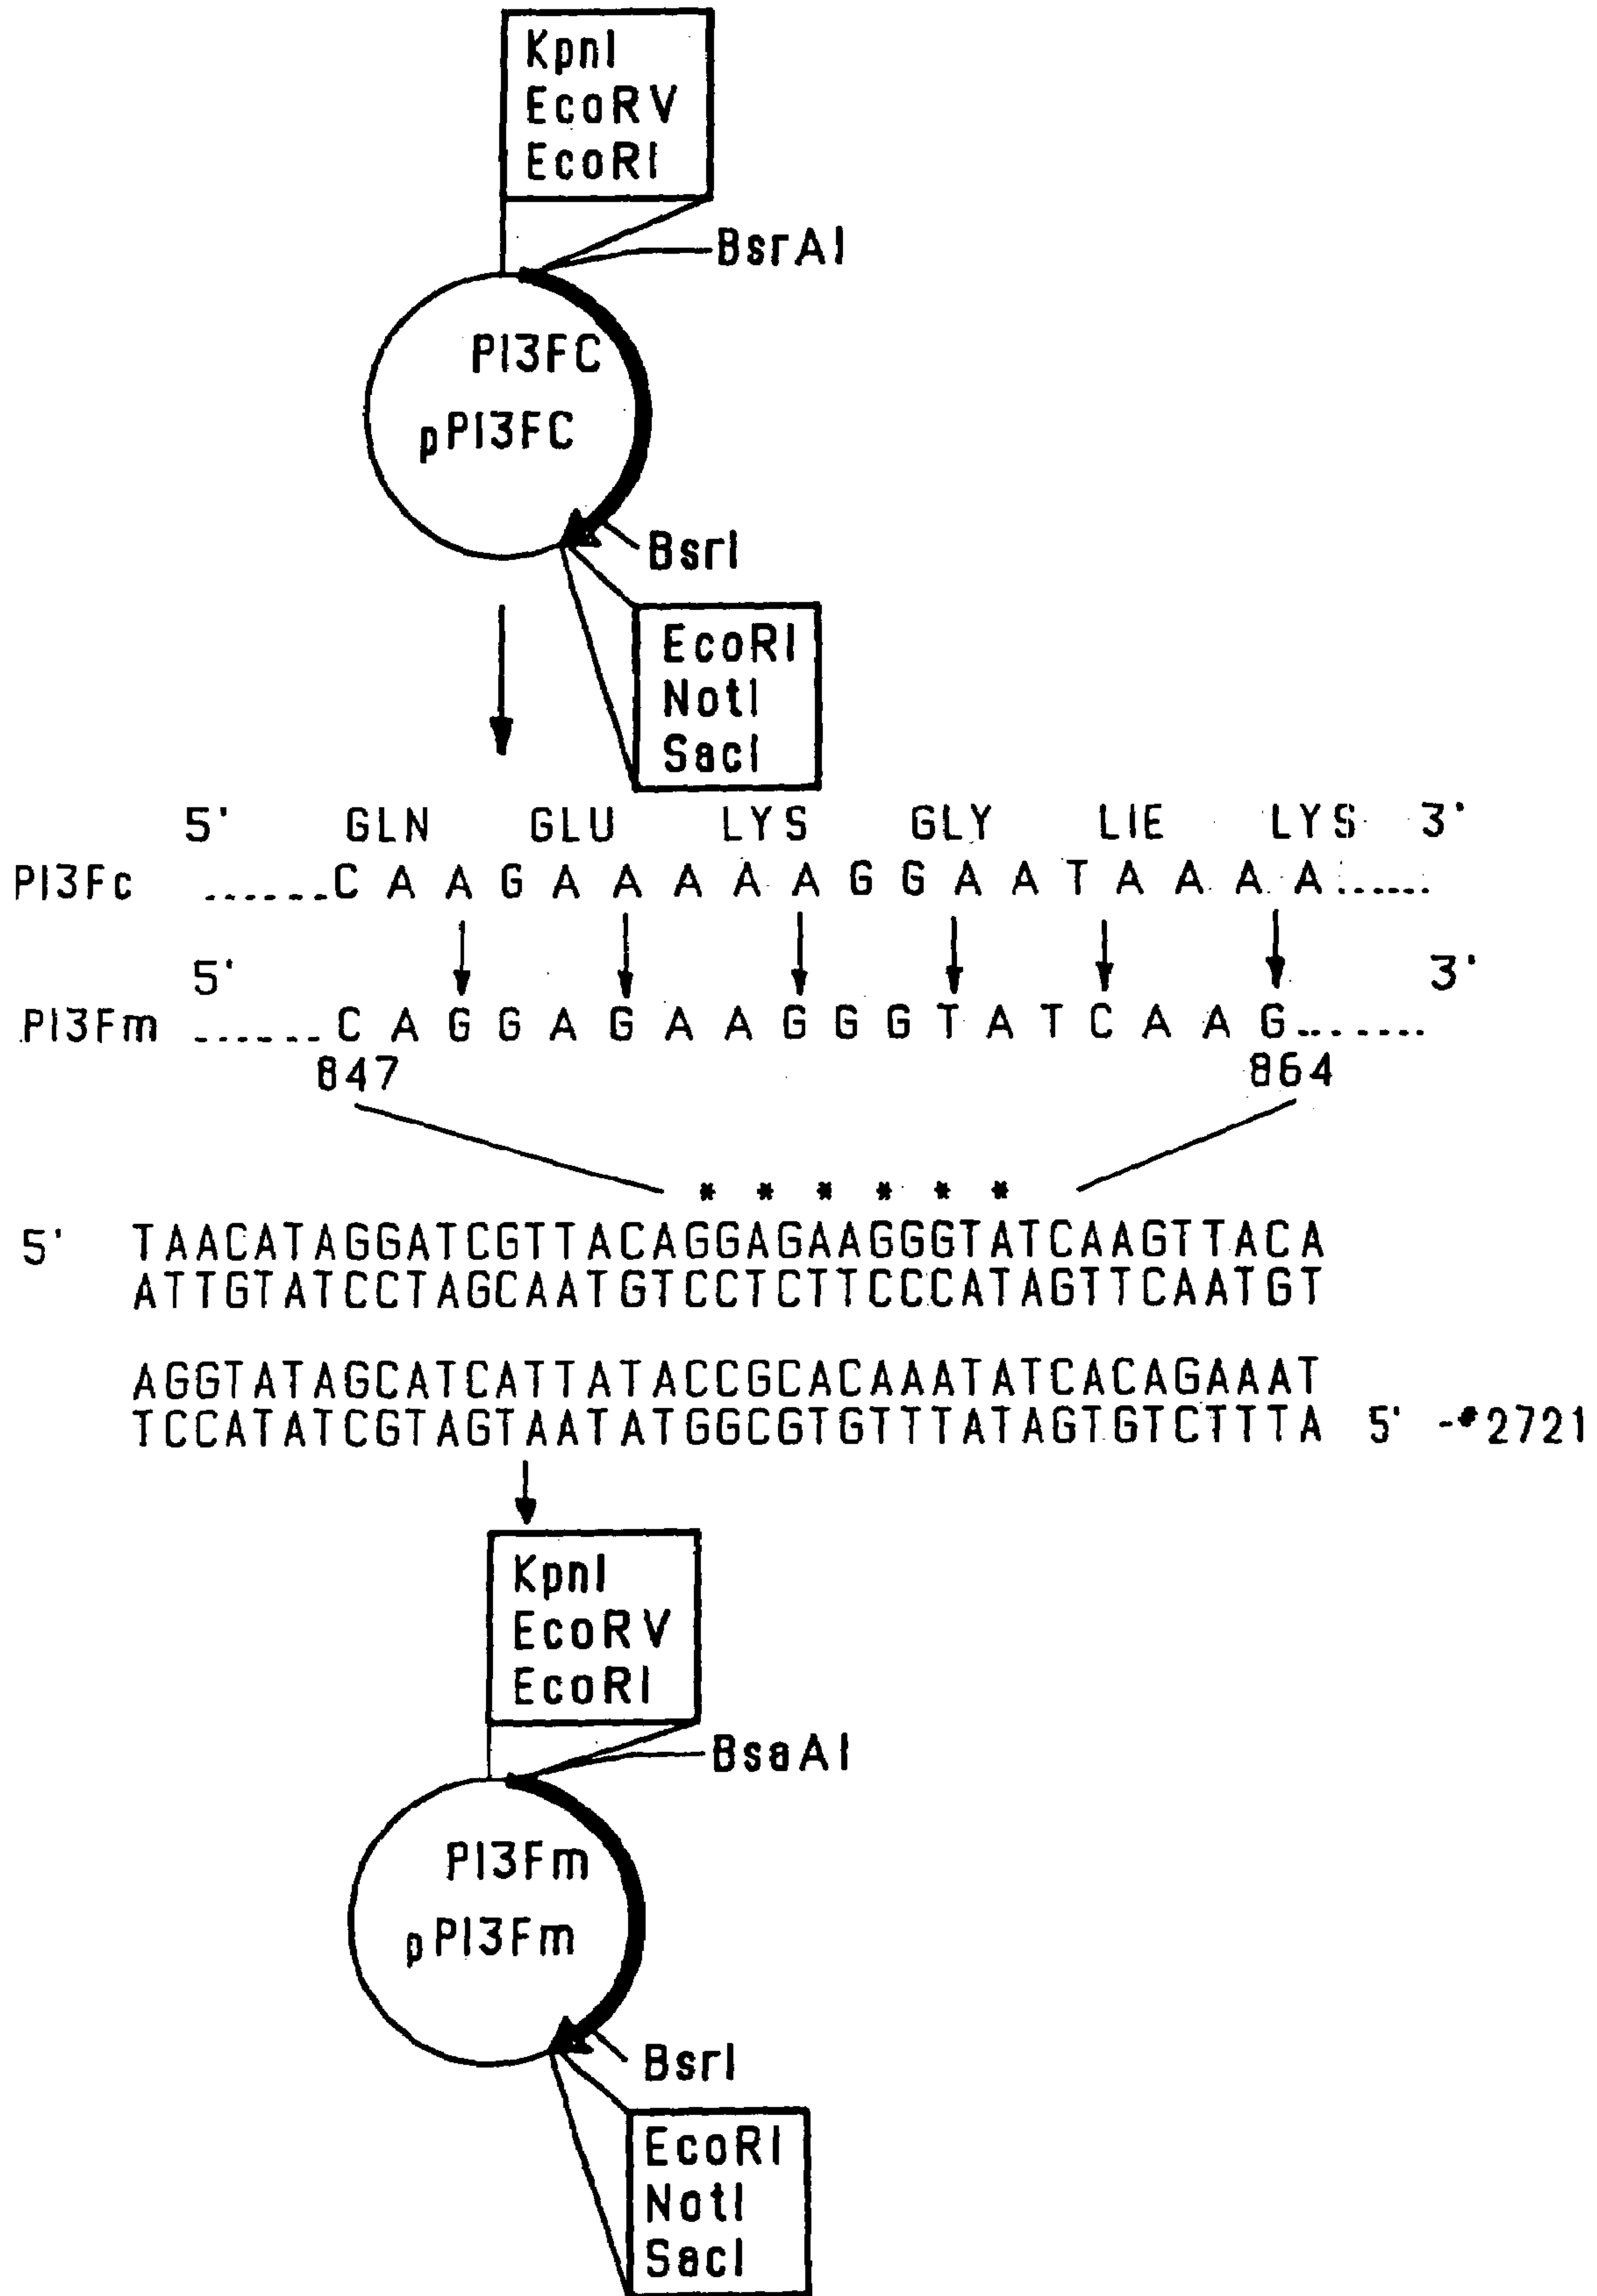 KpnI
EcoRV
EcoRI
BsrAI
PI3FC
pPI3FC
BsrI
EcoRI
NotI
SacI
5' GLN GLU LYS GLY LIE LYS 3'
PI3Fc ......C A A G A A A A A G G A A T A A A A......
5' 3'
PI3Fm ......C A G G A G A A G G G T A T C A A G.......
847 864
* * * * * *
5' TAACATAGGATCGTTACAGGAGAAGGGTATCAAGTTACA
ATTGTATCCTAGCAATGTCCTCTTCCCATAGTTCAATGT
AGGTATAGCATCATTATACCGCACAAATATCACAGAAAT
TCCATATCGTAGTAATATGGCGTGTTTATAGTGTCTTTA 5' -#2721
KpnI
EcoRV
EcoRI
BsaAI
PI3Fm
pPI3Fm
BsrI
EcoRI
NotI
SacI